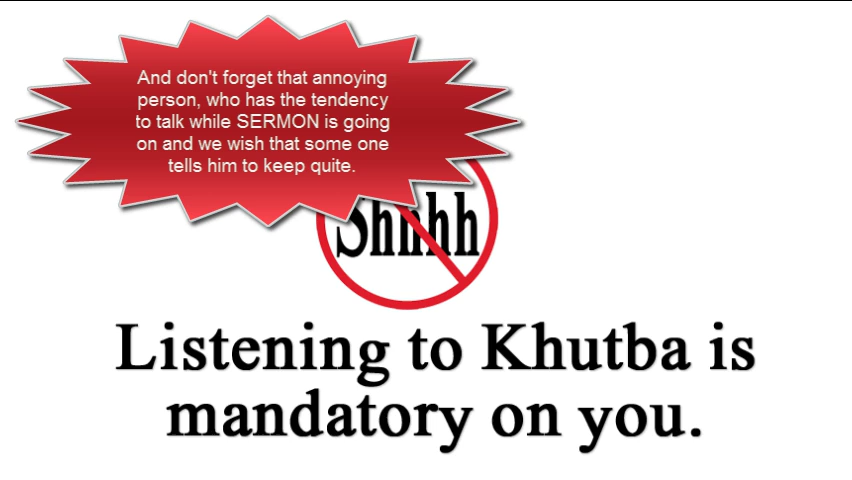 And don't forget that annoying
person, who has the tendency
to talk while SERMON is going
on and we wish that some one
tells him to keep quite.
Shhhh
Listening to Khutba is
mandatory on you.